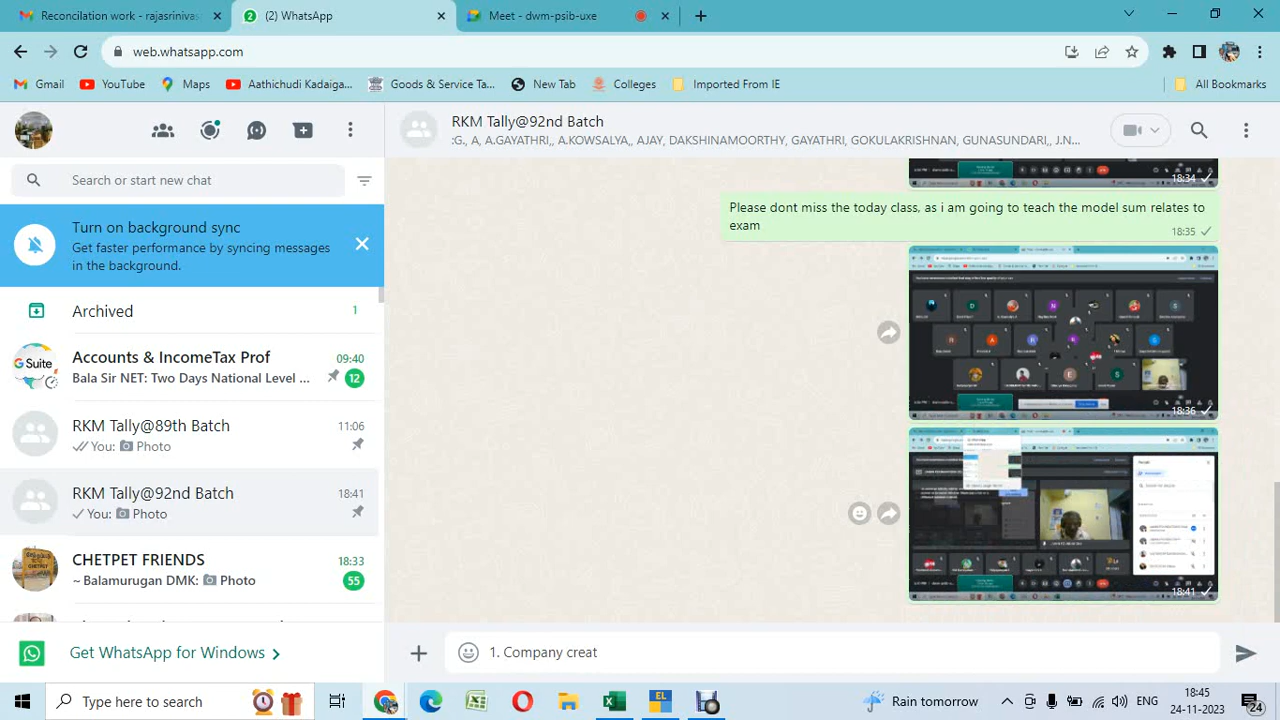 Reconciliation work - rajasriniva
(2) WhatsApp
Meet - dwm-psib-uxe
web.whatsapp.com
Gmail
YouTube
Maps
Aathichudi Kadaiga...
Goods & Service Ta...
New Tab
Colleges
Imported From IE
All Bookmarks
RKM Tally@92nd Batch
:G., A, A.GAYATHRI,, A.KOWSALYA,, AJAY, DAKSHINAMOORTHY, GAYATHRI, GOKULAKRISHNAN, GUNASUNDARI,, J.N...
Search or start new chat
Turn on background sync
Get faster performance by syncing messages
in the background.
Archived
Accounts & IncomeTax Prof
09:40
Bala Sir NET: Two Days National Level ...
12
G Suite
RKM Tally@89th Batch
11:06
You: Photo
RKM Tally@92nd Batch
18:41
You: Photo
CHETPET FRIENDS
18:33
~ Balamurugan DMK: Photo
55
Get WhatsApp for Windows
18:34
Please dont miss the today class, as i am going to teach the model sum relates to
exam
18:35
18:36
18:41
1. Company creat
Type here to search
EL
Rain tomorrow
ENG
18:45
24-11-2023
24